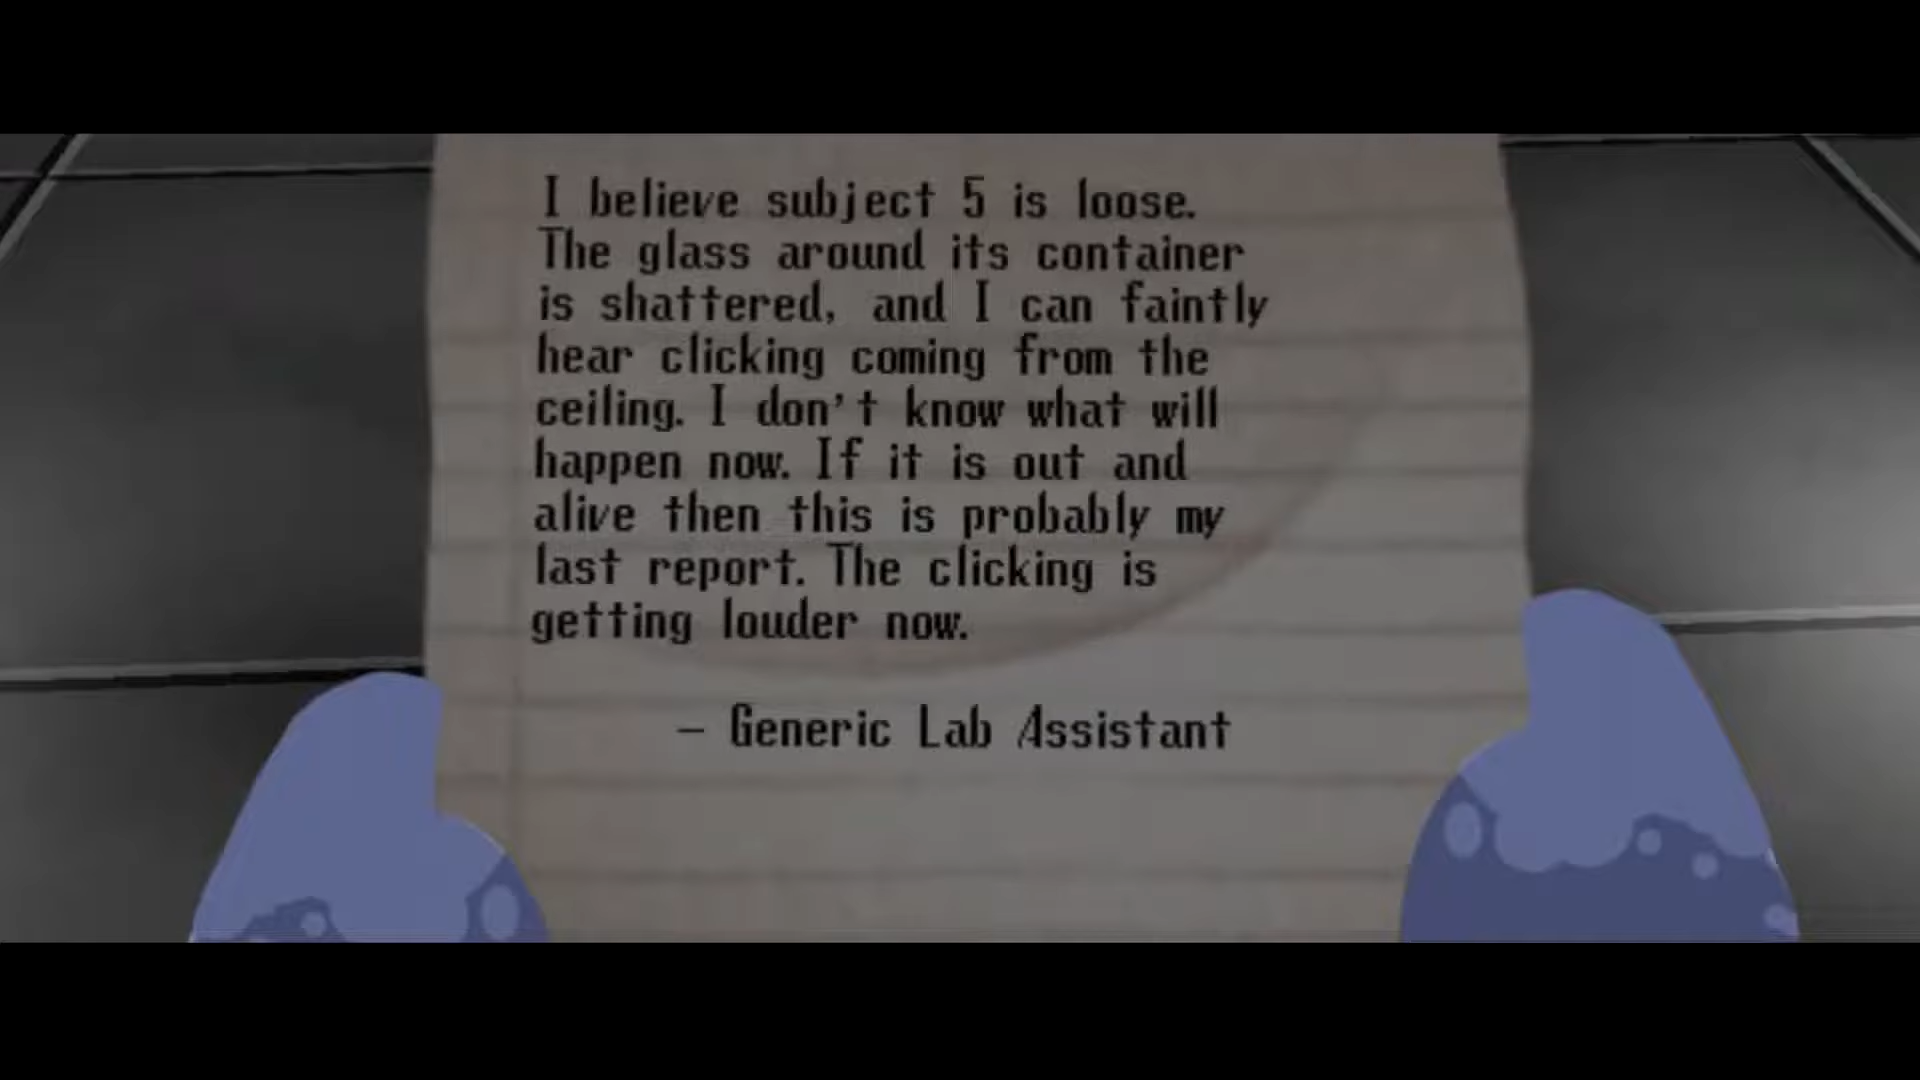 I believe subject 5 is loose.
The glass around its container
is shattered, and I can faintly
hear clicking coming from the
ceiling. I don't know what will
happen now. If it is out and
alive then this is probably my
last report. The clicking is
getting louder now.
- Generic Lab Assistant